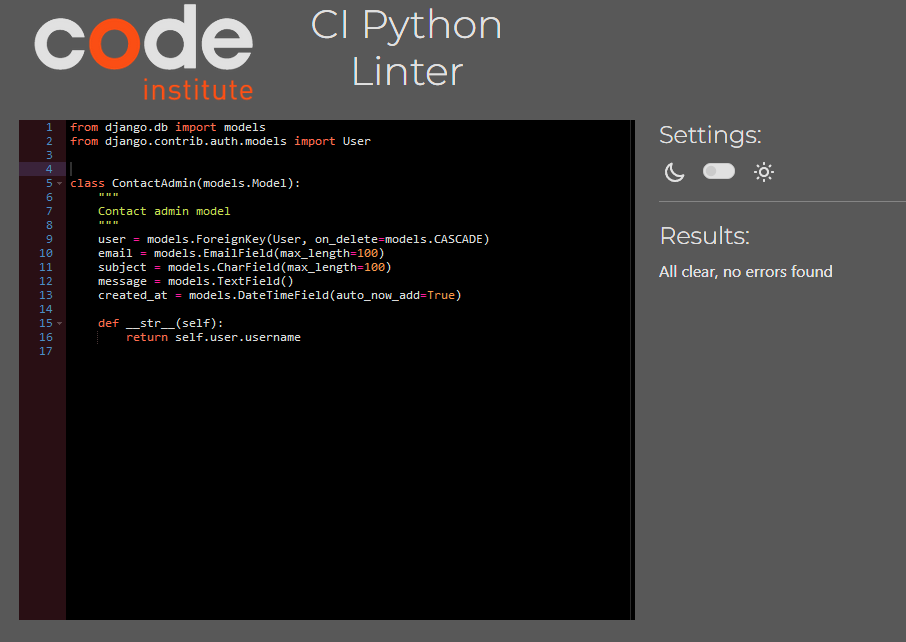 code
institute
CI Python
Linter
1 from django.db import models
2 from django.contrib.auth.models import User
3
4
5 class ContactAdmin(models.Model):
6     """
7     Contact admin model
8     """
9     user = models.ForeignKey(User, on_delete=models.CASCADE)
10     email = models.EmailField(max_length=100)
11     subject = models.CharField(max_length=100)
12     message = models.TextField()
13     created_at = models.DateTimeField(auto_now_add=True)
14
15     def __str__(self):
16         return self.user.username
17
Settings:
Results:
All clear, no errors found